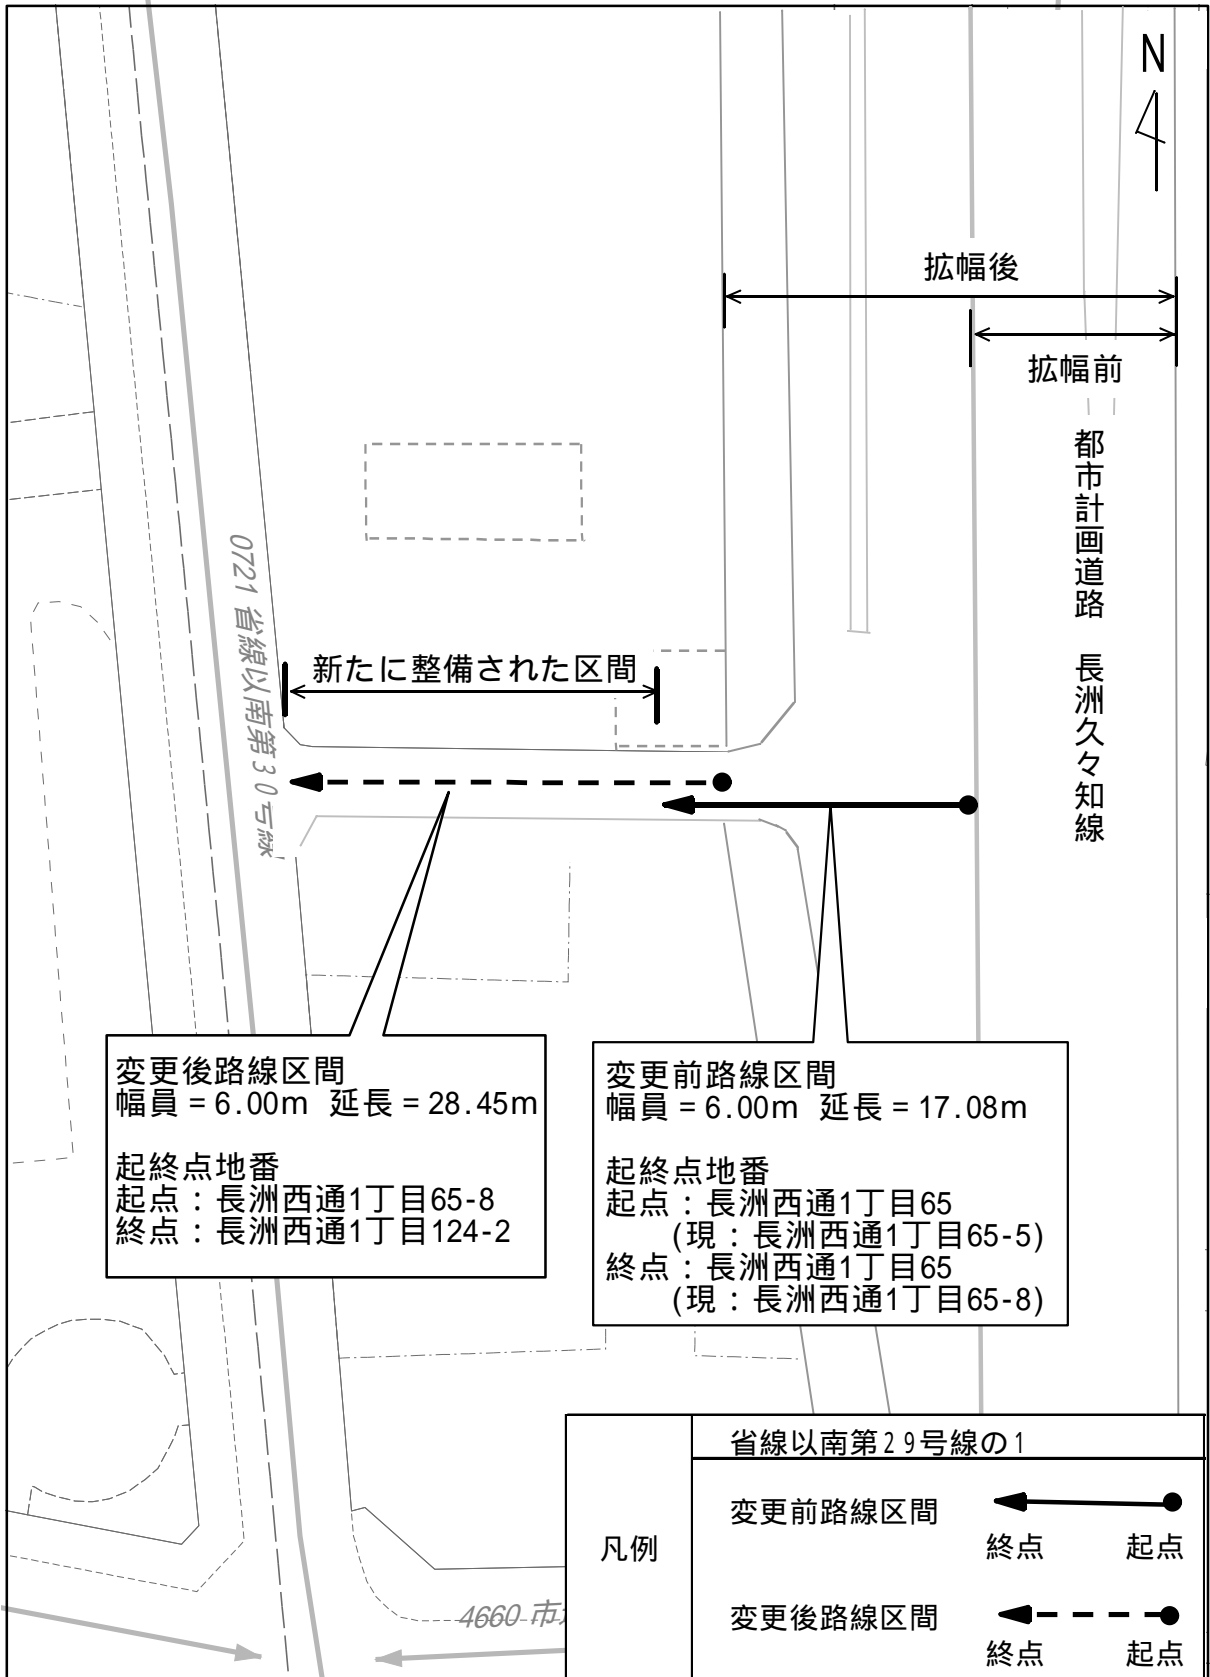 N
拡幅後
拡幅前
都市計画道路 長洲久々知線
0721 省線以南第30号線
新たに整備された区間
変更後路線区間
幅員=6.00m 延長=28.45m
起終点地番
起点:長洲西通1丁目65-8
終点:長洲西通1丁目124-2
変更前路線区間
幅員=6.00m 延長=17.08m
起終点地番
起点:長洲西通1丁目65
(現:長洲西通1丁目65-5)
終点:長洲西通1丁目65
(現:長洲西通1丁目65-8)
4660 市
凡例
省線以南第29号線の1
変更前路線区間
終点 起点
変更後路線区間
終点 起点